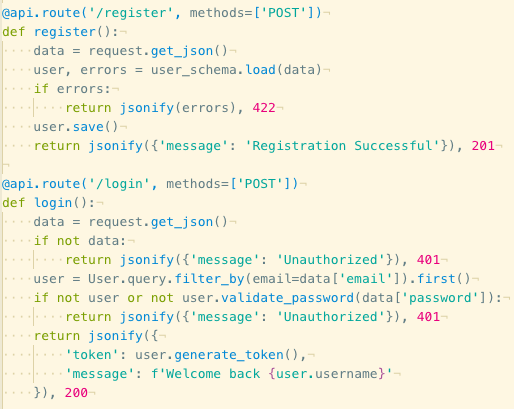 @api.route('/register', methods=['POST'])
def register():
    data = request.get_json()
    user, errors = user_schema.load(data)
    if errors:
        return jsonify(errors), 422
    user.save()
    return jsonify({'message': 'Registration Successful'}), 201

@api.route('/login', methods=['POST'])
def login():
    data = request.get_json()
    if not data:
        return jsonify({'message': 'Unauthorized'}), 401
    user = User.query.filter_by(email=data['email']).first()
    if not user or not user.validate_password(data['password']):
        return jsonify({'message': 'Unauthorized'}), 401
    return jsonify({
        'token': user.generate_token(),
        'message': f'Welcome back {user.username}'
    }), 200